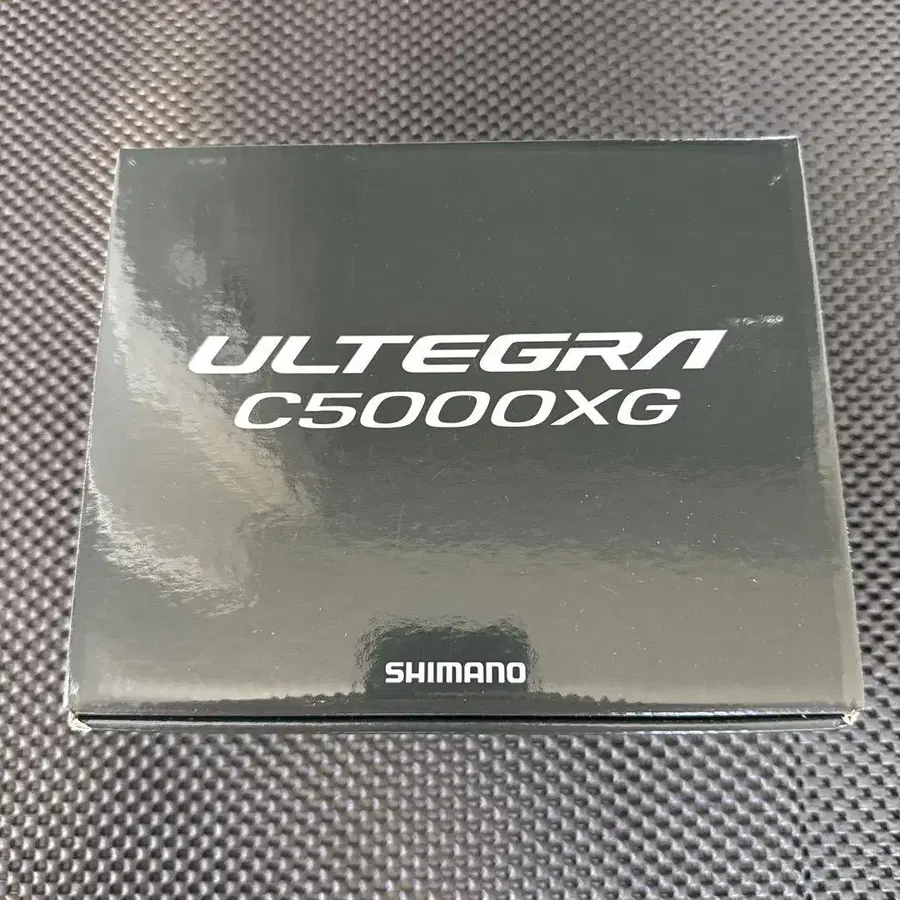 ULTEGRA
C5000XG
SHIMANO